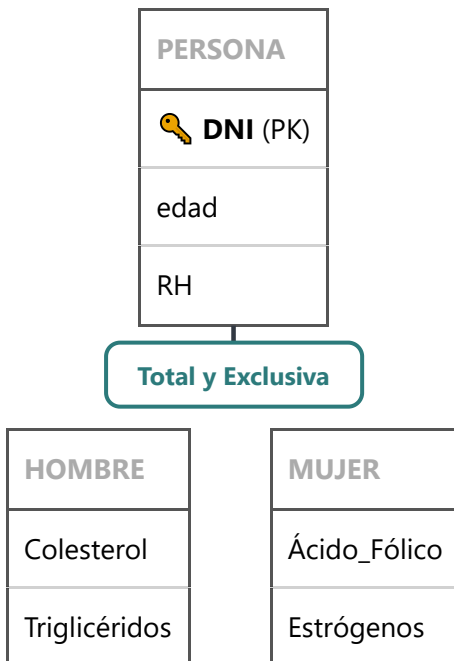 PERSONA
DNI (PK)
edad
RH
Total y Exclusiva
HOMBRE
Colesterol
Triglicéridos
MUJER
Ácido_Fólico
Estrógenos